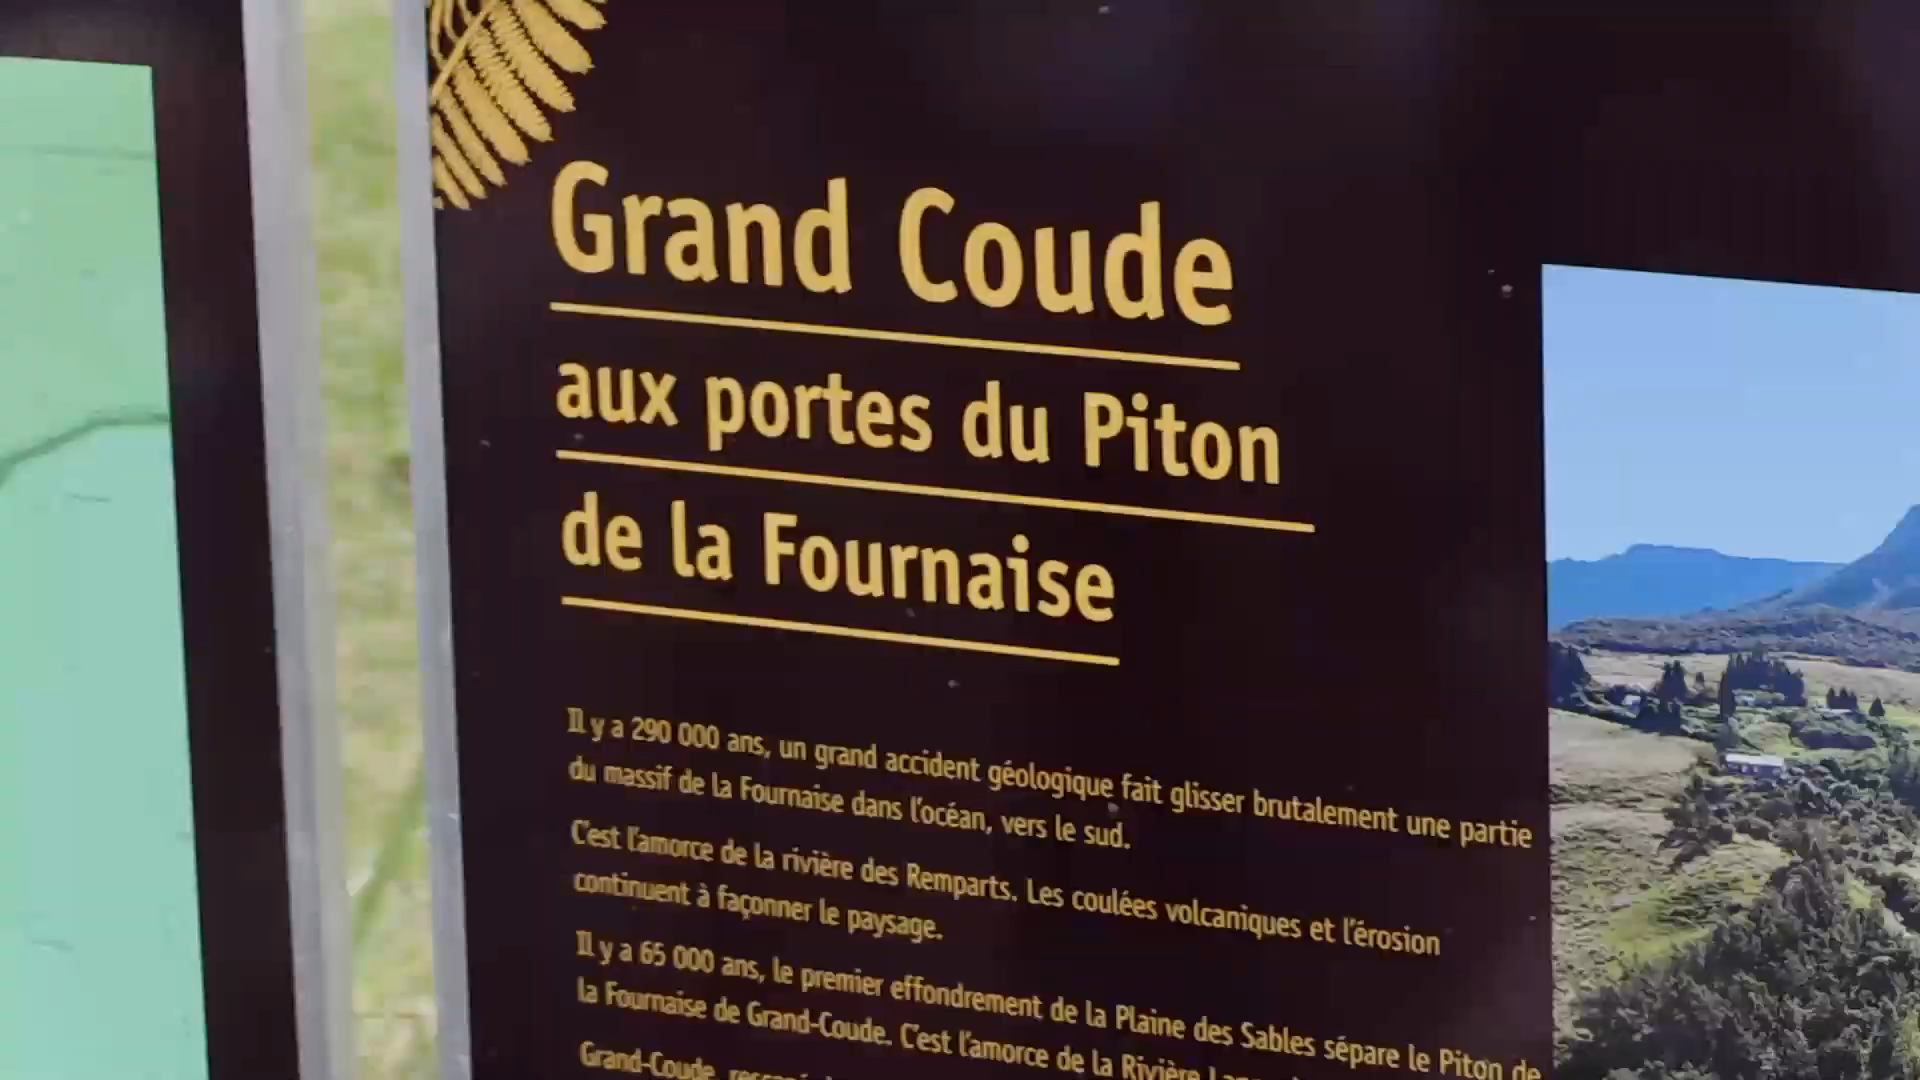 Grand Coude
aux portes du Piton
de la Fournaise
Il y a 290 000 ans, un grand accident géologique fait glisser brutalement une partie
du massif de la Fournaise dans l'océan, vers le sud.
C'est l'amorce de la rivière des Remparts. Les coulées volcaniques et l'érosion
continuent à façonner le paysage.
Il y a 65 000 ans, le premier effondrement de la Plaine des Sables sépare le Piton de
la Fournaise de Grand-Coude. C'est l'amorce de la Rivière
Grand-Coude,